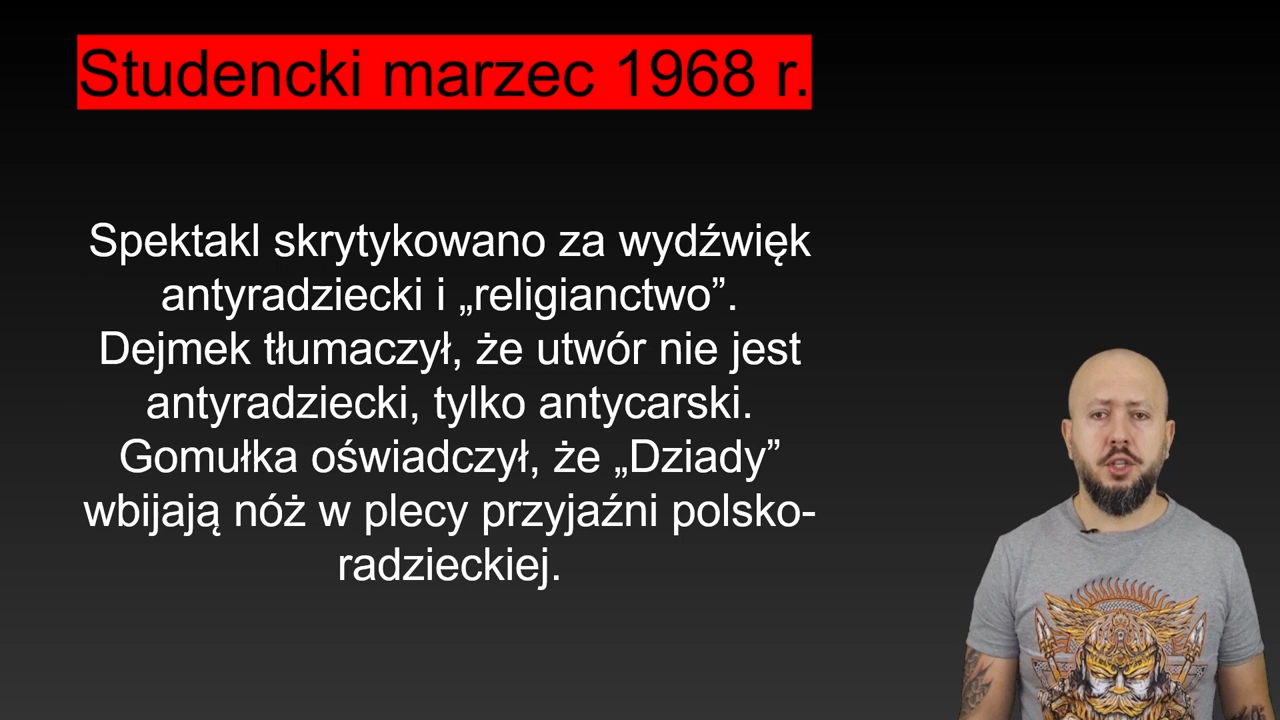 Studencki marzec 1968 r.
Spektakl skrytykowano za wydźwięk
antyradziecki i „religianctwo”.
Dejmek tłumaczył, że utwór nie jest
antyradziecki, tylko antycarski.
Gomułka oświadczył, że „Dziady”
wbijają nóż w plecy przyjaźni polsko-
radzieckiej.